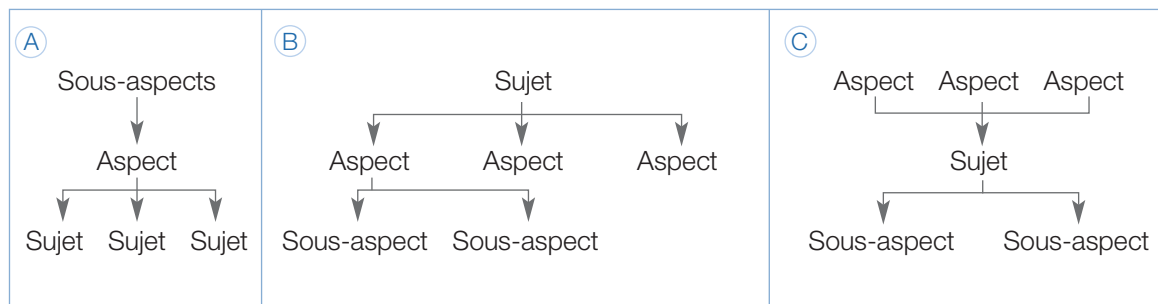 A
Sous-aspects
Aspect
Sujet Sujet Sujet
B
Sujet
Aspect Aspect Aspect
Sous-aspect Sous-aspect
C
Aspect Aspect Aspect
Sujet
Sous-aspect Sous-aspect